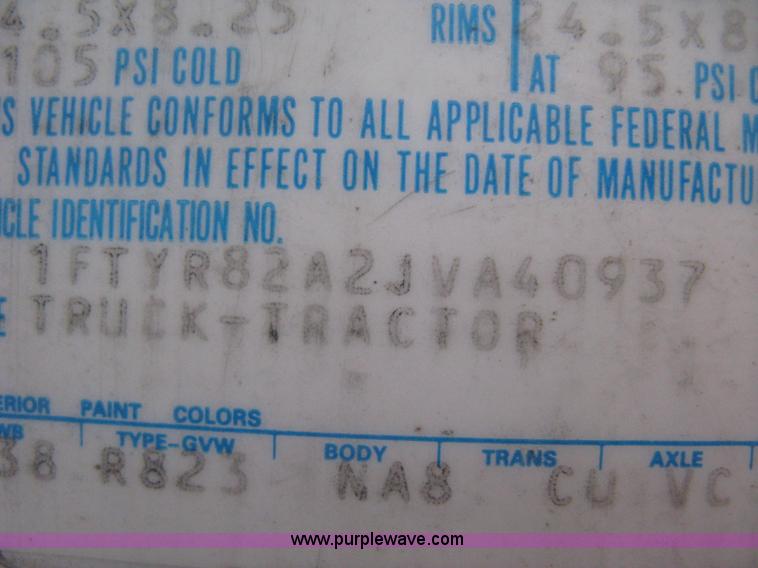 4.5X8.25 RIMS 24.5X8
105 PSI COLD AT 95 PSI C
S VEHICLE CONFORMS TO ALL APPLICABLE FEDERAL M
STANDARDS IN EFFECT ON THE DATE OF MANUFACTU
ICLE IDENTIFICATION NO.
1FTYR82A2JVA40937
E TRUCK-TRACTOR
ERIOR PAINT COLORS
WB TYPE-GVW BODY TRANS AXLE
38 R823 NA8 CU VC
www.purplewave.com